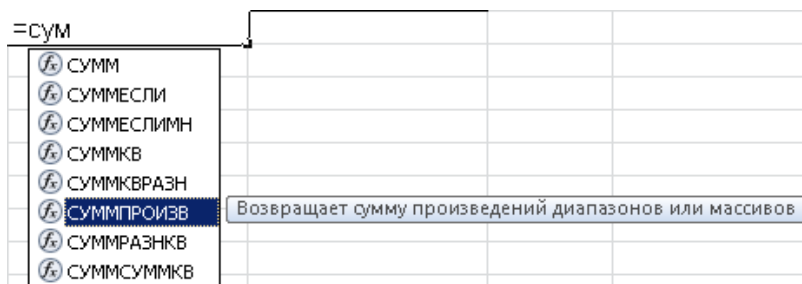 =сум
СУММ
СУММЕСЛИ
СУММЕСЛИМН
СУММКВ
СУММКВРАЗН
СУММПРОИЗВ Возвращает сумму произведений диапазонов или массивов
СУММРАЗНКВ
СУММСУММКВ